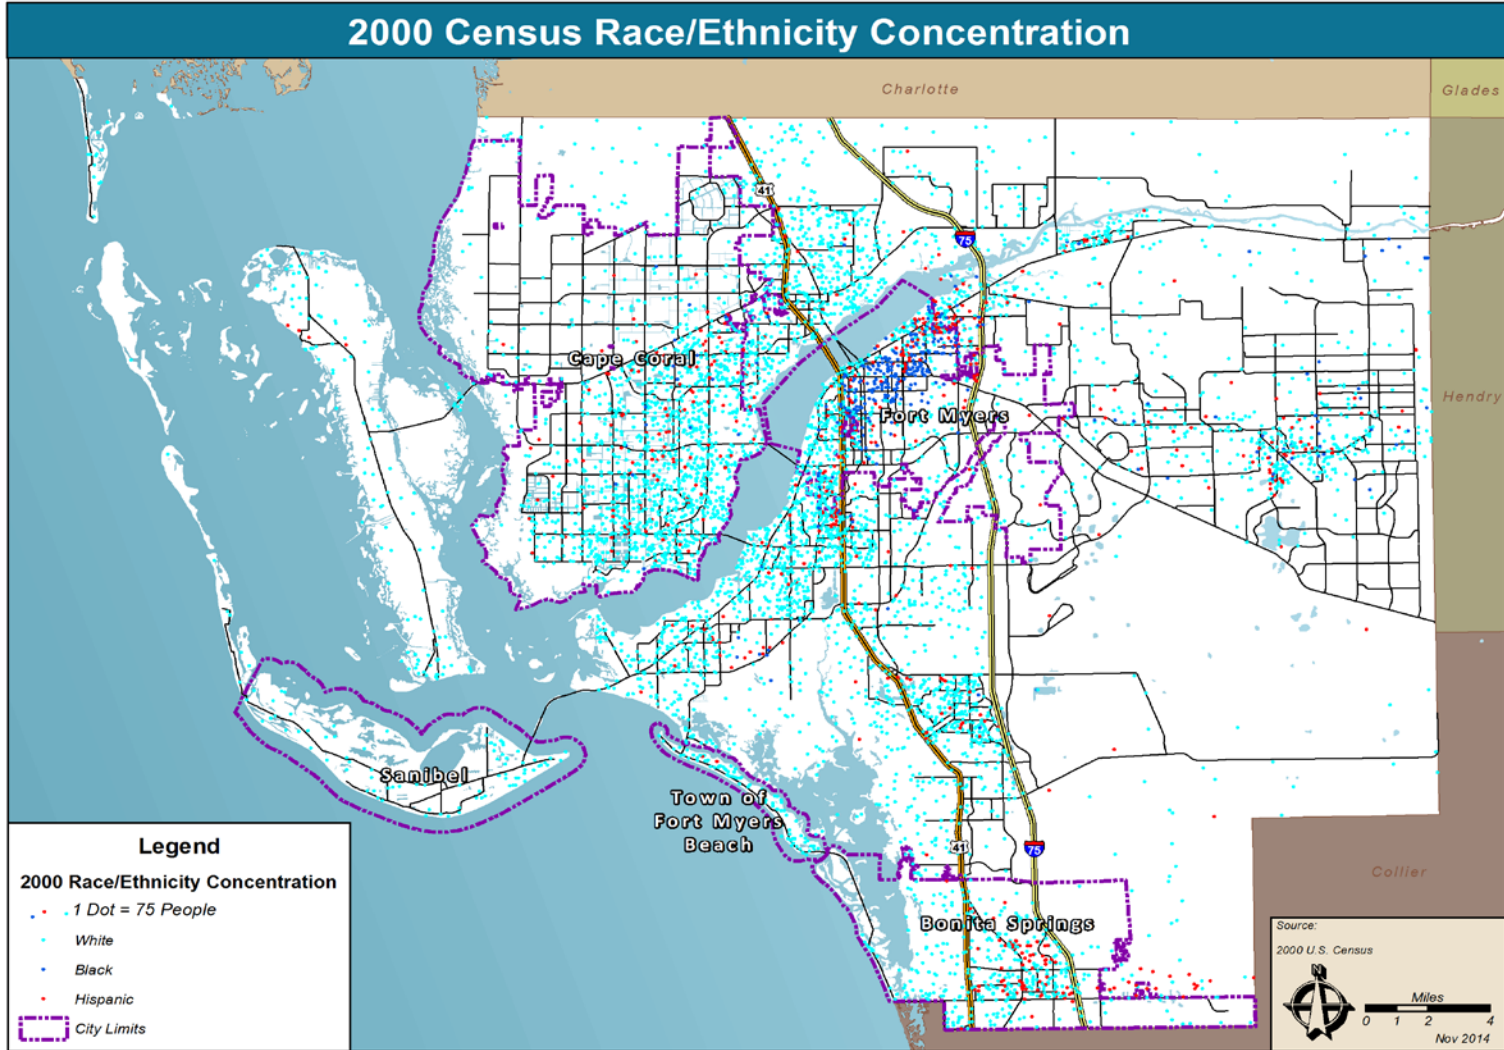 2000 Census Race/Ethnicity Concentration
Charlotte
Glades
41
75
Cape Coral
Hendry
Fort Myers
Sanibel
Town of
Fort Myers
Beach
41
75
Collier
Bonita Springs
Legend
2000 Race/Ethnicity Concentration
1 Dot = 75 People
White
Black
Hispanic
City Limits
Source:
2000 U.S. Census
N
Miles
0 1 2 4
Nov 2014